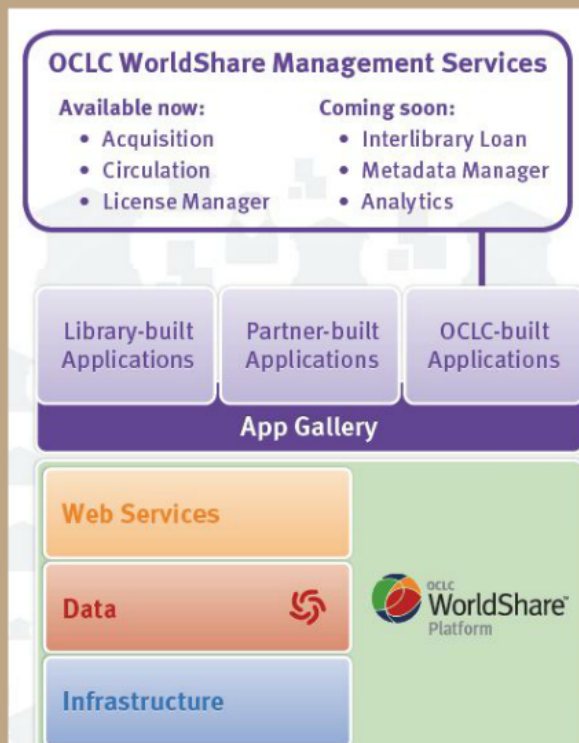 OCLC WorldShare Management Services
Available now:
• Acquisition
• Circulation
• License Manager
Coming soon:
• Interlibrary Loan
• Metadata Manager
• Analytics
Library-built
Applications
Partner-built
Applications
OCLC-built
Applications
App Gallery
Web Services
Data
Infrastructure
OCLC
WorldShare™
Platform